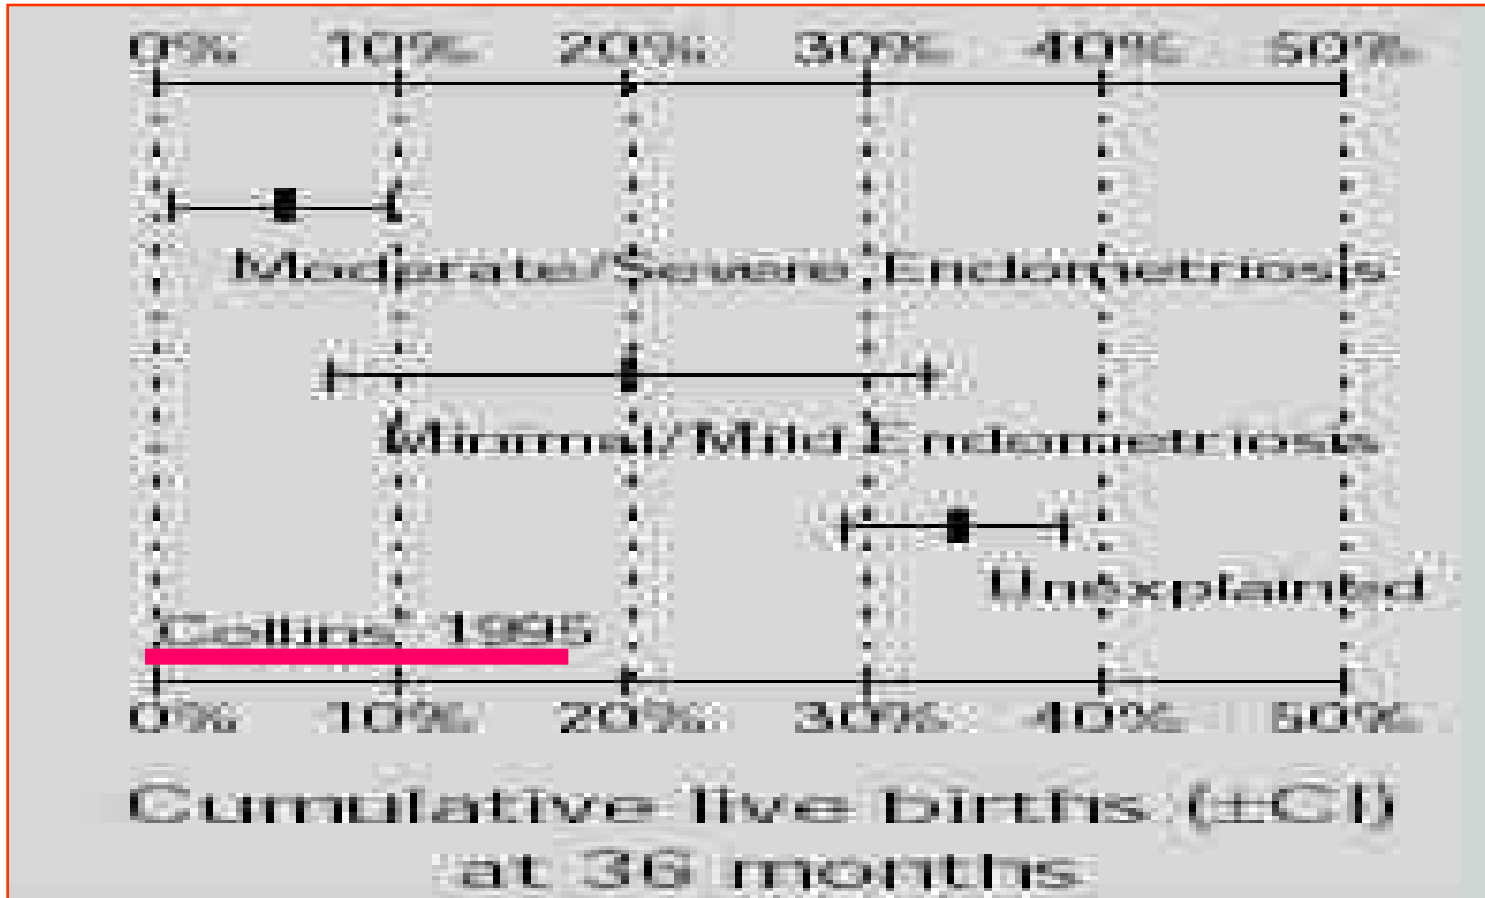 0% 10% 20% 30% 40% 50%
Moderate/Severe Endometriosis
Minimal/Mild Endometriosis
Unexplained
Collins 1995
0% 10% 20% 30% 40% 50%
Cumulative live births (±CI)
at 36 months